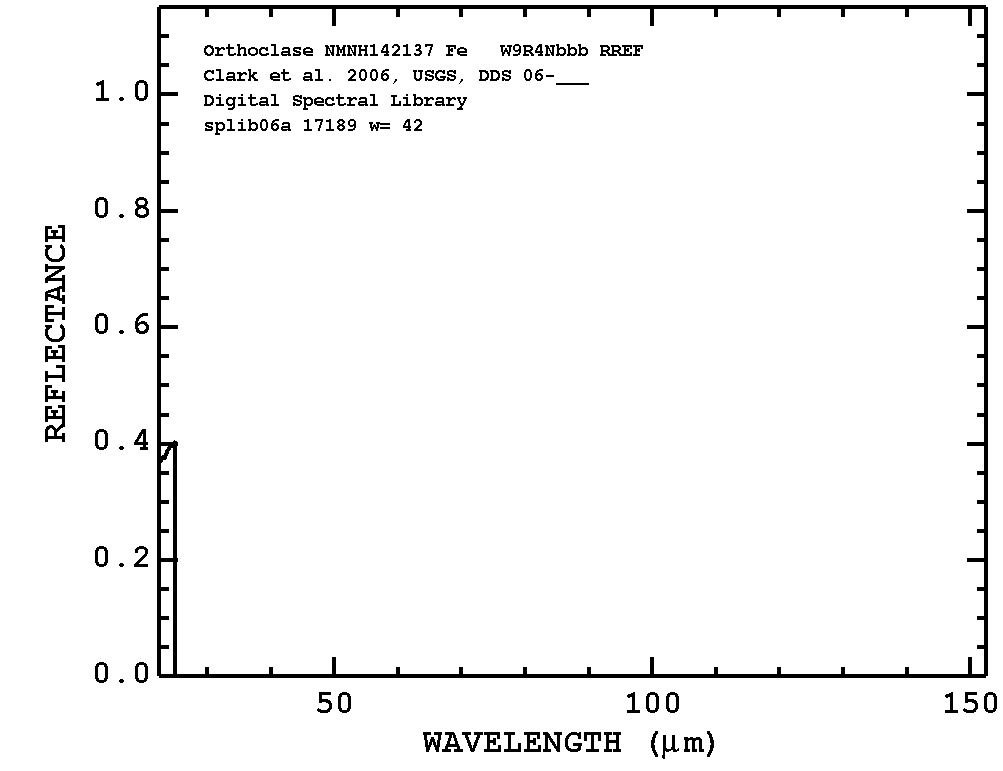 Orthoclase NMNH142137 Fe   W9R4Nbbb RREF
Clark et al. 2006, USGS, DDS 06-___
Digital Spectral Library
splib06a 17189 w= 42
REFLECTANCE
1.0
0.8
0.6
0.4
0.2
0.0
50
100
150
WAVELENGTH (μm)